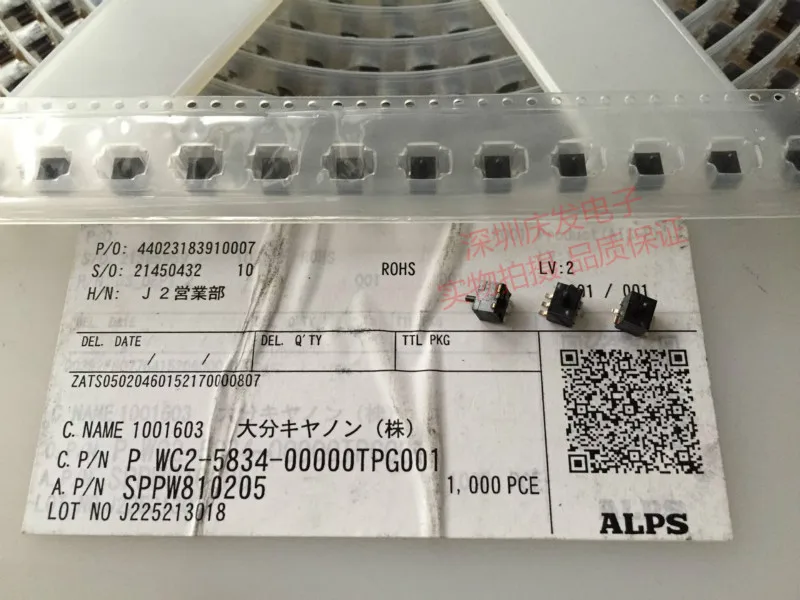 深圳庆发电子
实物拍摄 品质保证
P/O: 44023183910007
S/O: 21450432 10 ROHS LV:2
H/N: J2営業部 001 / 001
DEL. DATE DEL. Q'TY TTL PKG
/ /
ZATS05020460152170000807
C. NAME 1001603 大分キヤノン(株)
C. P/N P WC2-5834-00000TPG001
A. P/N SPPW810205 1,000 PCE
LOT NO J225213018
ALPS